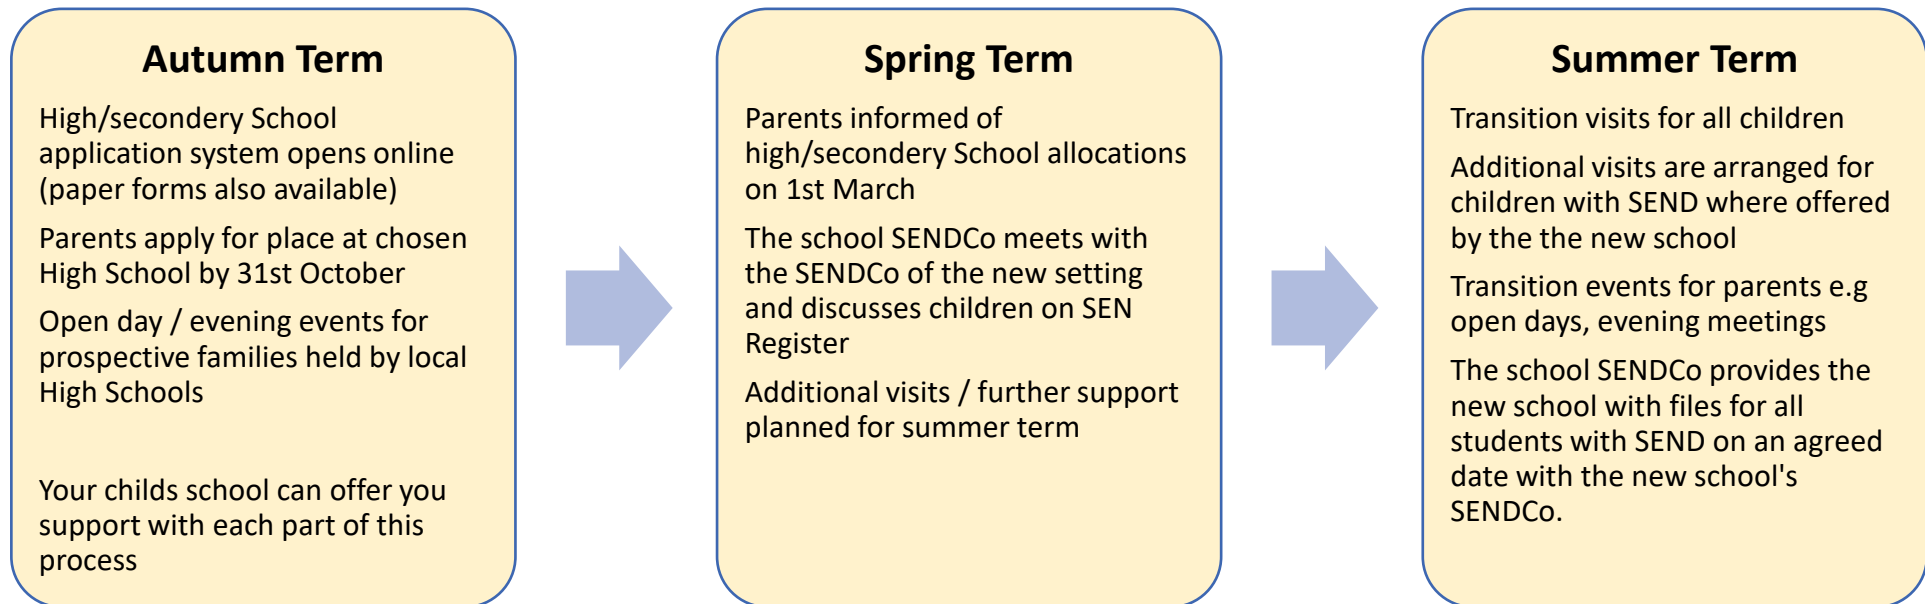 Autumn Term
High/secondery School
application system opens online
(paper forms also available)
Parents apply for place at chosen
High School by 31st October
Open day / evening events for
prospective families held by local
High Schools
Your childs school can offer you
support with each part of this
process
Spring Term
Parents informed of
high/secondery School allocations
on 1st March
The school SENDCo meets with
the SENDCo of the new setting
and discusses children on SEN
Register
Additional visits / further support
planned for summer term
Summer Term
Transition visits for all children
Additional visits are arranged for
children with SEND where offered
by the the new school
Transition events for parents e.g
open days, evening meetings
The school SENDCo provides the
new school with files for all
students with SEND on an agreed
date with the new school's
SENDCo.